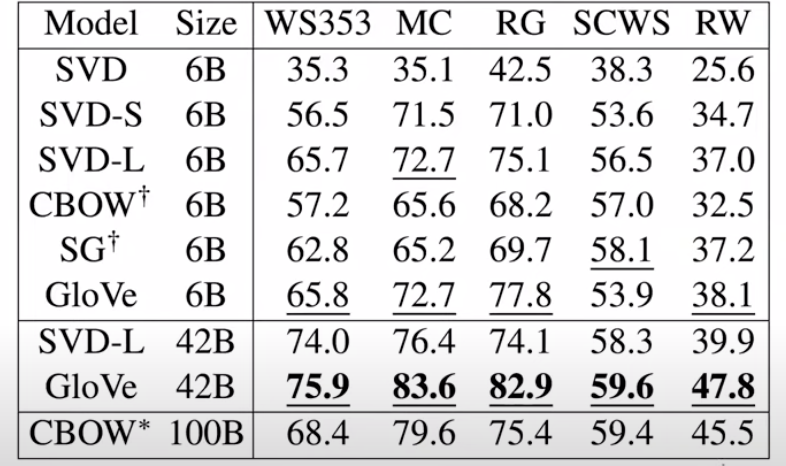 Model Size WS353 MC RG SCWS RW
SVD 6B 35.3 35.1 42.5 38.3 25.6
SVD-S 6B 56.5 71.5 71.0 53.6 34.7
SVD-L 6B 65.7 72.7 75.1 56.5 37.0
CBOW† 6B 57.2 65.6 68.2 57.0 32.5
SG† 6B 62.8 65.2 69.7 58.1 37.2
GloVe 6B 65.8 72.7 77.8 53.9 38.1
SVD-L 42B 74.0 76.4 74.1 58.3 39.9
GloVe 42B 75.9 83.6 82.9 59.6 47.8
CBOW* 100B 68.4 79.6 75.4 59.4 45.5